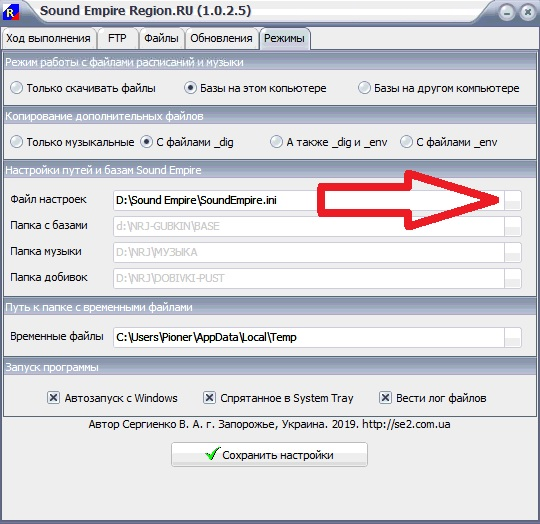 Sound Empire Region.RU (1.0.2.5)
Ход выполнения FTP Файлы Обновления Режимы
Режим работы с файлами расписаний и музыки
Только скачивать файлы Базы на этом копьютере Базы на другом компьютере
Копирование дополнительных файлов
Только музыкальные С файлами _dig А также _dig и _env С файлами _env
Настройки путей и базам Sound Empire
Файл настроек D:\Sound Empire\SoundEmpire.ini
Папка с базами d:\NRJ-GUBKIN\BASE
Папка музыки D:\NRJ\МУЗЫКА
Папка добивок D:\NRJ\DOBIVKI-PUST
Путь к папке с временными файлами
Временные файлы C:\Users\Pioner\AppData\Local\Temp
Запуск программы
Автозапуск с Windows Спрятанное в System Tray Вести лог файлов
Автор Сергиенко В. А. г. Запорожье, Украина. 2019. http://se2.com.ua
Сохранить настройки